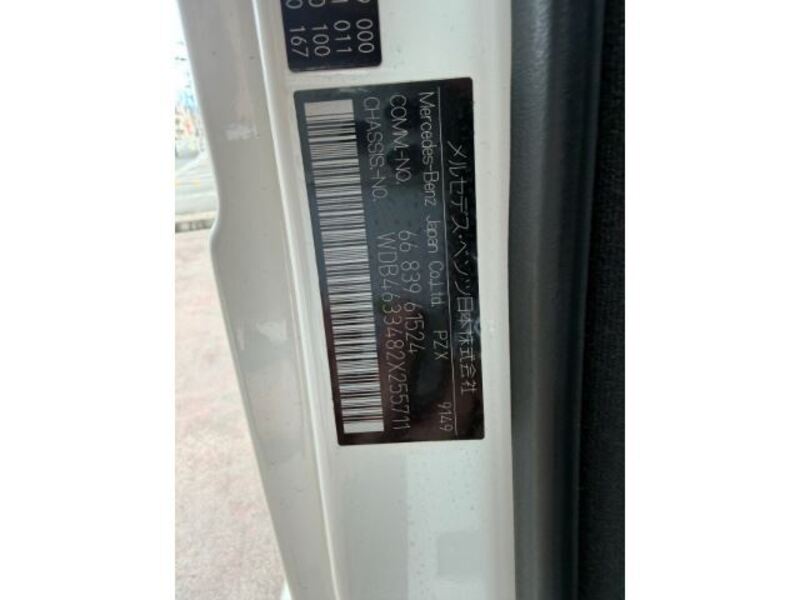 000
011
100
167
メルセデス・ベンツ日本株式会社
Mercedes-Benz Japan Co.,Ltd. PZX 9149
COMM.-NO. 66 839 61524
CHASSIS.-NO. WDB4633482X255711